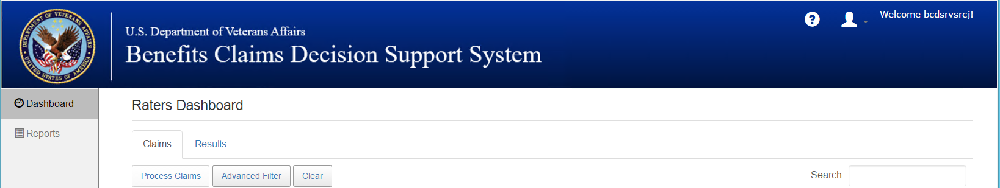 DEPARTMENT OF VETERANS AFFAIRS
UNITED STATES OF AMERICA
U.S. Department of Veterans Affairs
Benefits Claims Decision Support System
?
Welcome bcdsrvsrcj!
Dashboard
Reports
Raters Dashboard
Claims Results
Process Claims Advanced Filter Clear Search: